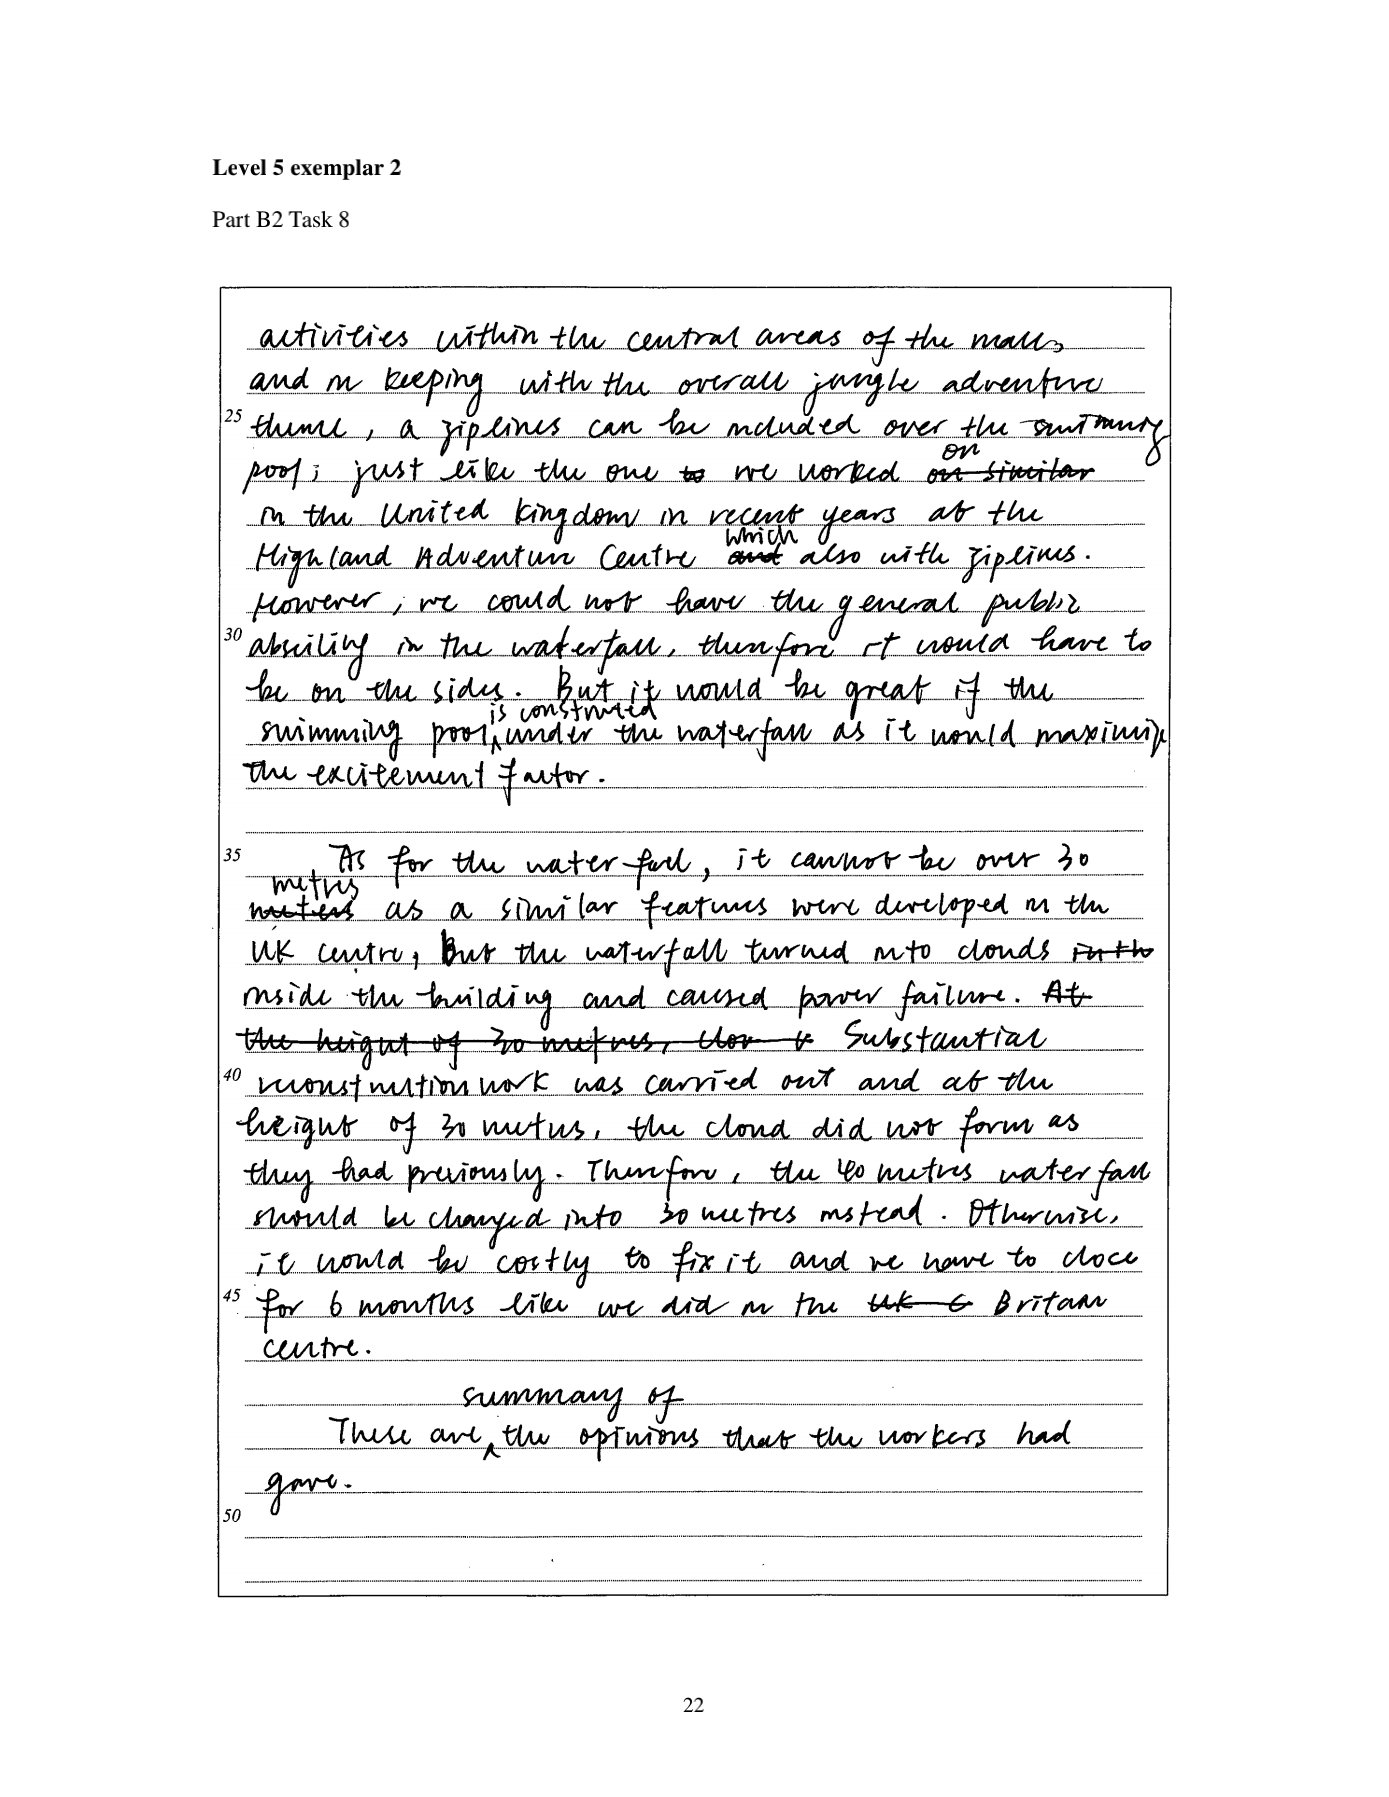 Level 5 exemplar 2
Part B2 Task 8
activities within the central areas of the mall,
and in keeping with the overall jungle adventure
25 theme, a ziplines can be included over the swimming
on
pool, just like the one to we worked on similar
in the United Kingdom in recent years at the
which
Highland Adventure Centre and also with ziplines.
However, we could not have the general public
30 abseiling in the waterfall, therefore it would have to
be on the sides. But it would be great if the
is constructed
swimming pool under the waterfall as it would maximize
the excitement factor.
35 As for the waterfall, it cannot be over 30
metres
meters as a similar features were developed in the
UK centre, but the waterfall turned into clouds in th
inside the building and caused power failure. At
the height of 30 metres, clou Substantial
40 reconstruction work was carried out and at the
height of 30 metres, the cloud did not form as
they had previously. Therefore, the 40 metres waterfall
should be changed into 30 metres instead. Otherwise,
it would be costly to fix it and we have to close
45 for 6 months like we did in the UK C Britain
centre.
summary of
These are the opinions that the workers had
gave.
50
22